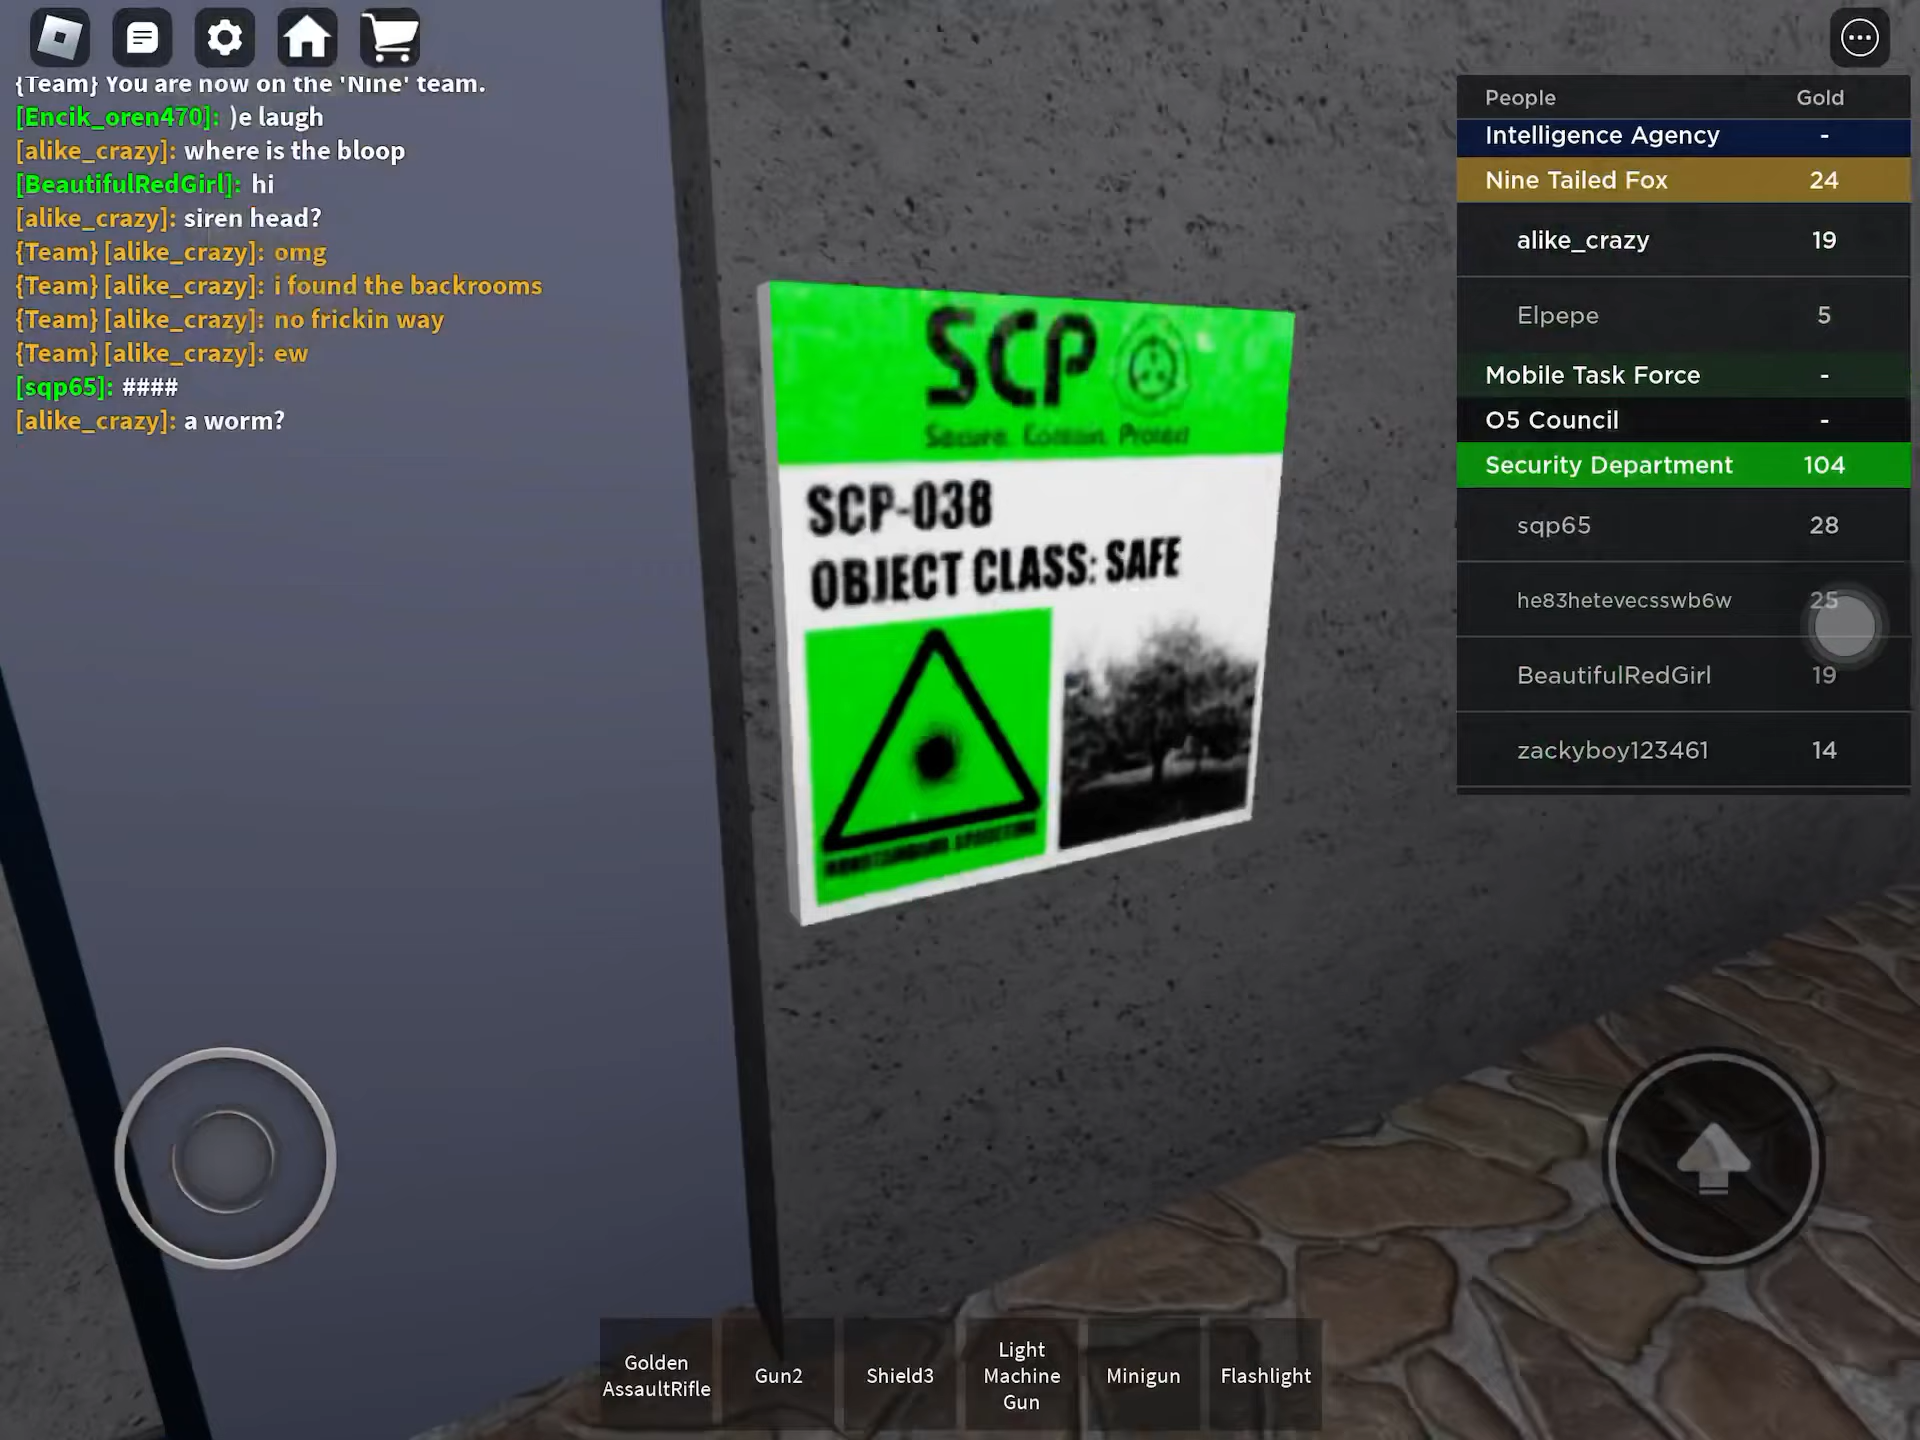 {Team} You are now on the 'Nine' team.
[Encik_oren470]: )e laugh
[alike_crazy]: where is the bloop
[BeautifulRedGirl]: hi
[alike_crazy]: siren head?
{Team} [alike_crazy]: omg
{Team} [alike_crazy]: i found the backrooms
{Team} [alike_crazy]: no frickin way
{Team} [alike_crazy]: ew
[sqp65]: ####
[alike_crazy]: a worm?
SCP
Secure. Contain. Protect
SCP-038
OBJECT CLASS: SAFE
People Gold
Intelligence Agency -
Nine Tailed Fox 24
alike_crazy 19
Elpepe 5
Mobile Task Force -
O5 Council -
Security Department 104
sqp65 28
he83hetevecsswb6w 25
BeautifulRedGirl 19
zackyboy123461 14
Golden
AssaultRifle
Gun2
Shield3
Light
Machine
Gun
Minigun
Flashlight